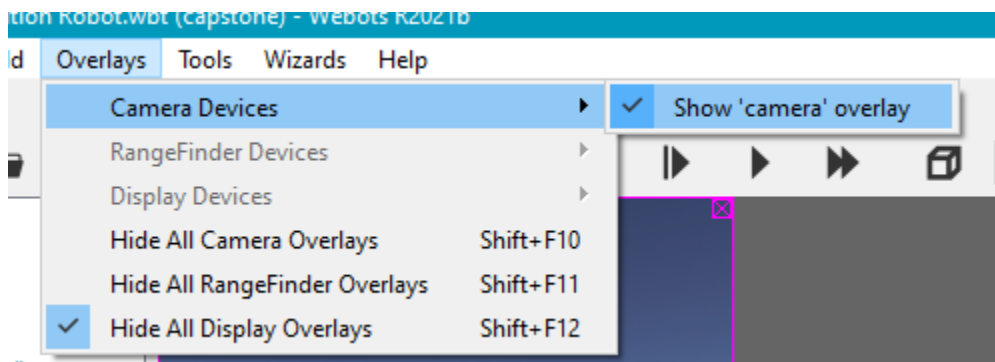 tion Robot.wbt (capstone) - Webots R2021b
ld Overlays Tools Wizards Help
Camera Devices
Show 'camera' overlay
RangeFinder Devices
Display Devices
Hide All Camera Overlays Shift+F10
Hide All RangeFinder Overlays Shift+F11
Hide All Display Overlays Shift+F12